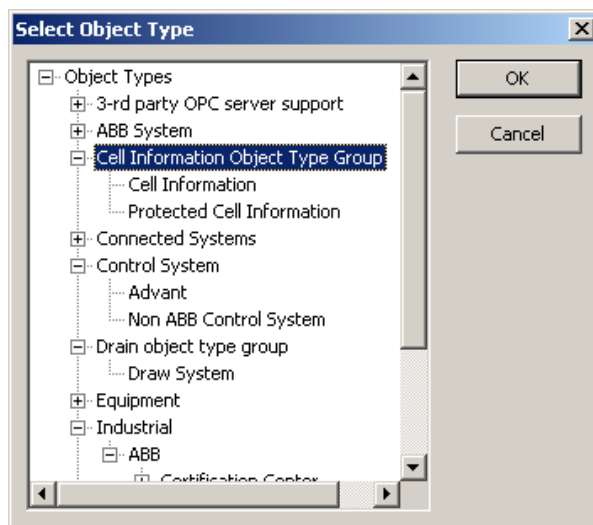 Select Object Type
Object Types
3-rd party OPC server support
ABB System
Cell Information Object Type Group
Cell Information
Protected Cell Information
Connected Systems
Control System
Advant
Non ABB Control System
Drain object type group
Draw System
Equipment
Industrial
ABB
Certification Center
OK
Cancel